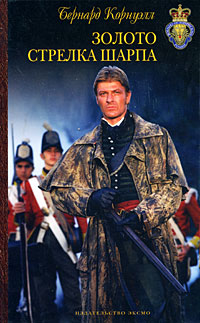 Бернард Корнуэлл
ЗОЛОТО
СТРЕЛКА ШАРПА
ИЗДАТЕЛЬСТВО ЭКСМО